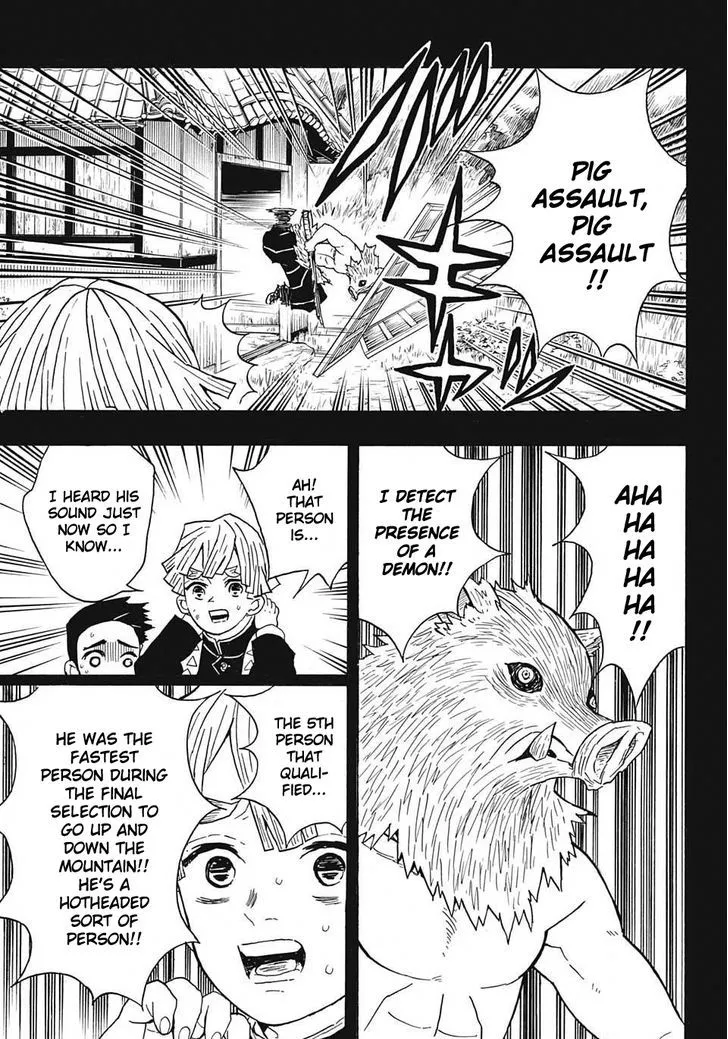 PIG
ASSAULT,
PIG
ASSAULT
!!
AHA
HA
HA
HA
HA
!!
I DETECT
THE
PRESENCE
OF A
DEMON!!
AH!
THAT
PERSON
IS...
I HEARD HIS
SOUND JUST
NOW SO I
KNOW...
THE 5TH
PERSON
THAT
QUALI-
FIED...
HE WAS THE
FASTEST
PERSON DURING
THE FINAL
SELECTION TO
GO UP AND
DOWN THE
MOUNTAIN!!
HE'S A
HOTHEADED
SORT OF
PERSON!!